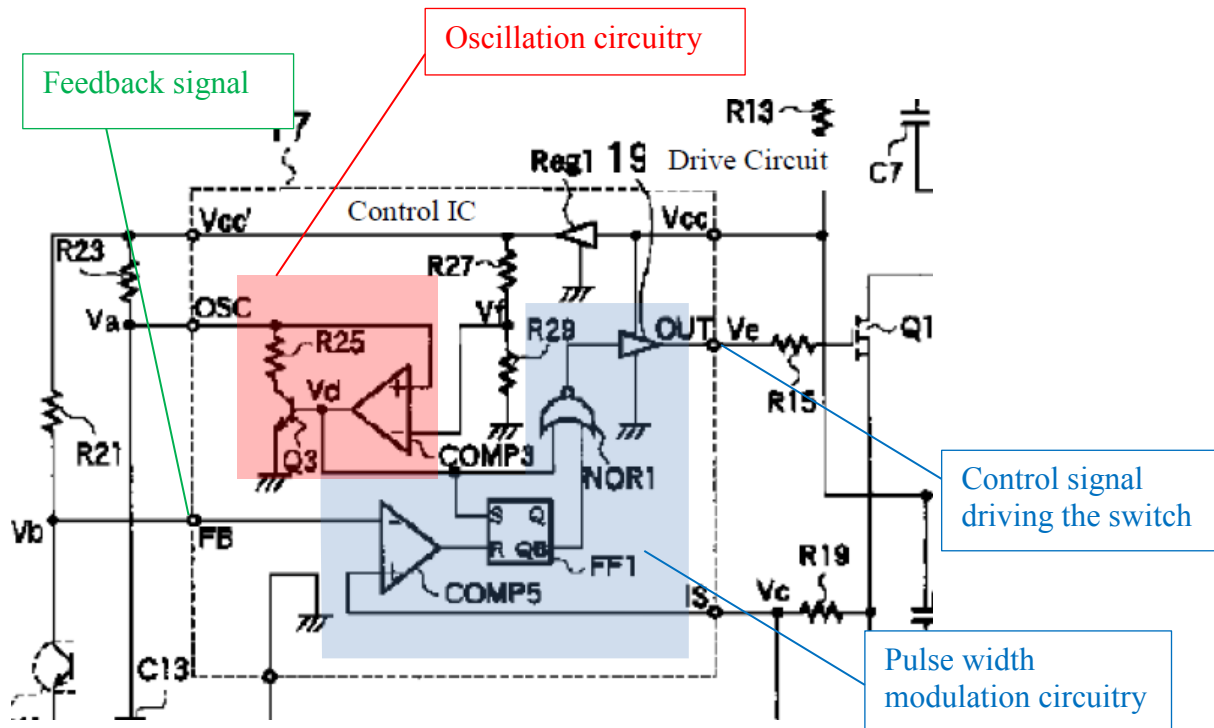 Oscillation circuitry
Feedback signal
R13
C7
17
Reg1 19 Drive Circuit
Control IC
Vcc'
Vcc
R23
R27
Va
OSC
Vf
R25
R29
OUT
Ve
Q1
Vd
R15
R21
Q3
COMP3
NOR1
Control signal
driving the switch
Vb
FB
S Q
R QB
FF1
COMP5
IS
Vc
R19
C13
Pulse width
modulation circuitry